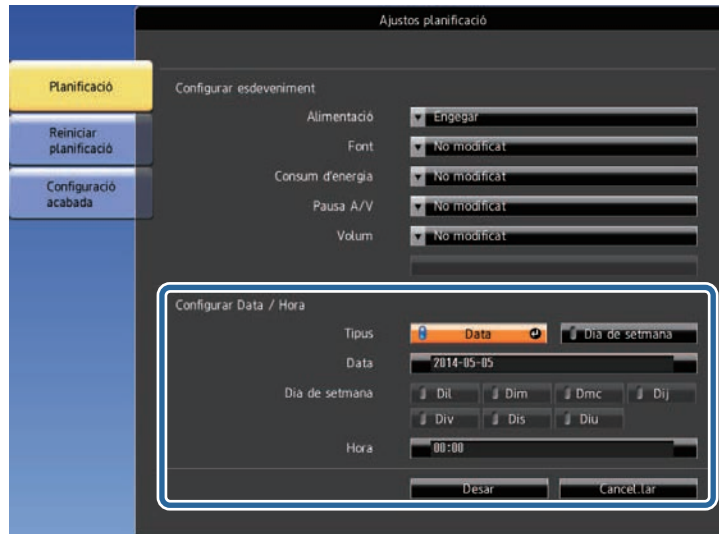 Ajustos planificació
Planificació
Reiniciar
planificació
Configuració
acabada
Configurar esdeveniment
Alimentació Engegar
Font No modificat
Consum d'energia No modificat
Pausa A/V No modificat
Volum No modificat
Configurar Data / Hora
Tipus Data Dia de setmana
Data 2014-05-05
Dia de setmana Dil Dim Dmc Dij
Div Dis Diu
Hora 00:00
Desar Cancel.lar